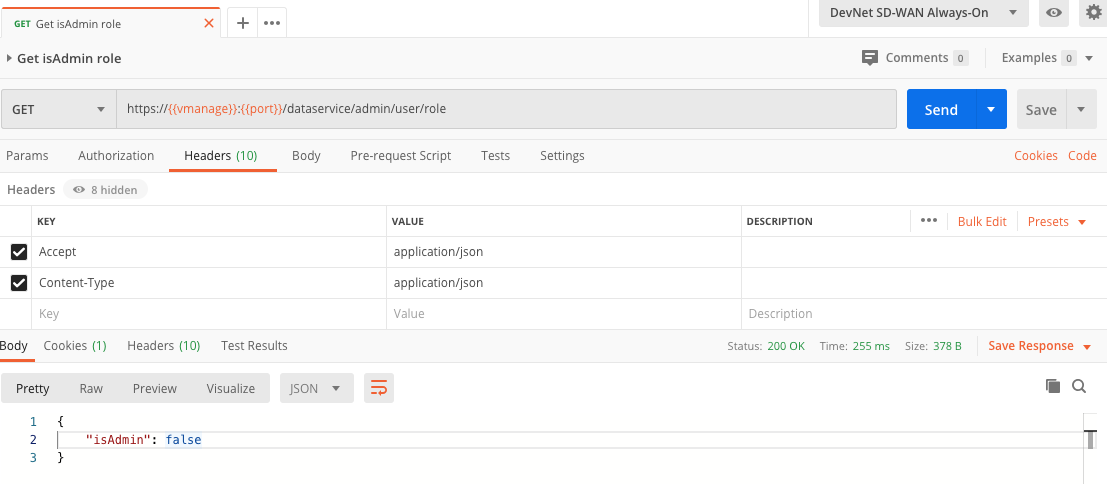 GET Get isAdmin role
DevNet SD-WAN Always-On
Get isAdmin role
Comments 0 Examples 0
GET https://{{vmanage}}:{{port}}/dataservice/admin/user/role Send Save
Params Authorization Headers (10) Body Pre-request Script Tests Settings Cookies Code
Headers 8 hidden
KEY VALUE DESCRIPTION Bulk Edit Presets
Accept application/json
Content-Type application/json
Key Value Description
Body Cookies (1) Headers (10) Test Results Status: 200 OK Time: 255 ms Size: 378 B Save Response
Pretty Raw Preview Visualize JSON
1 {
2 "isAdmin": false
3 }